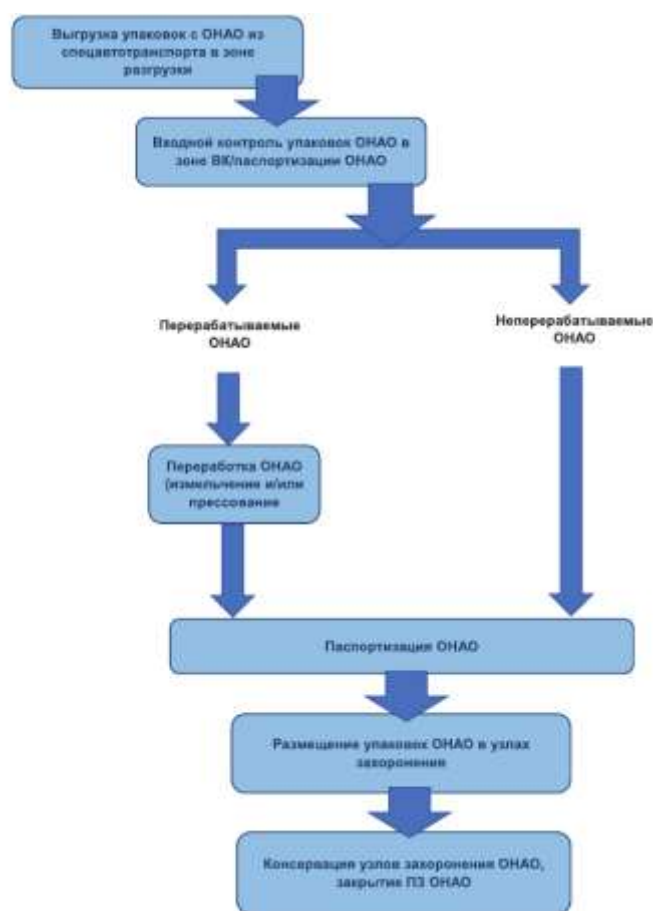 Выгрузка упаковок с ОНАО из
спецавтотранспорта в зоне
разгрузки
Входной контроль упаковок ОНАО в
зоне ВК/паспортизации ОНАО
Перерабатываемые
ОНАО
Неперерабатываемые
ОНАО
Переработка ОНАО
(измельчение и/или
прессование
Паспортизация ОНАО
Размещение упаковок ОНАО в узлах
захоронения
Консервация узлов захоронения ОНАО,
закрытие ПЗ ОНАО